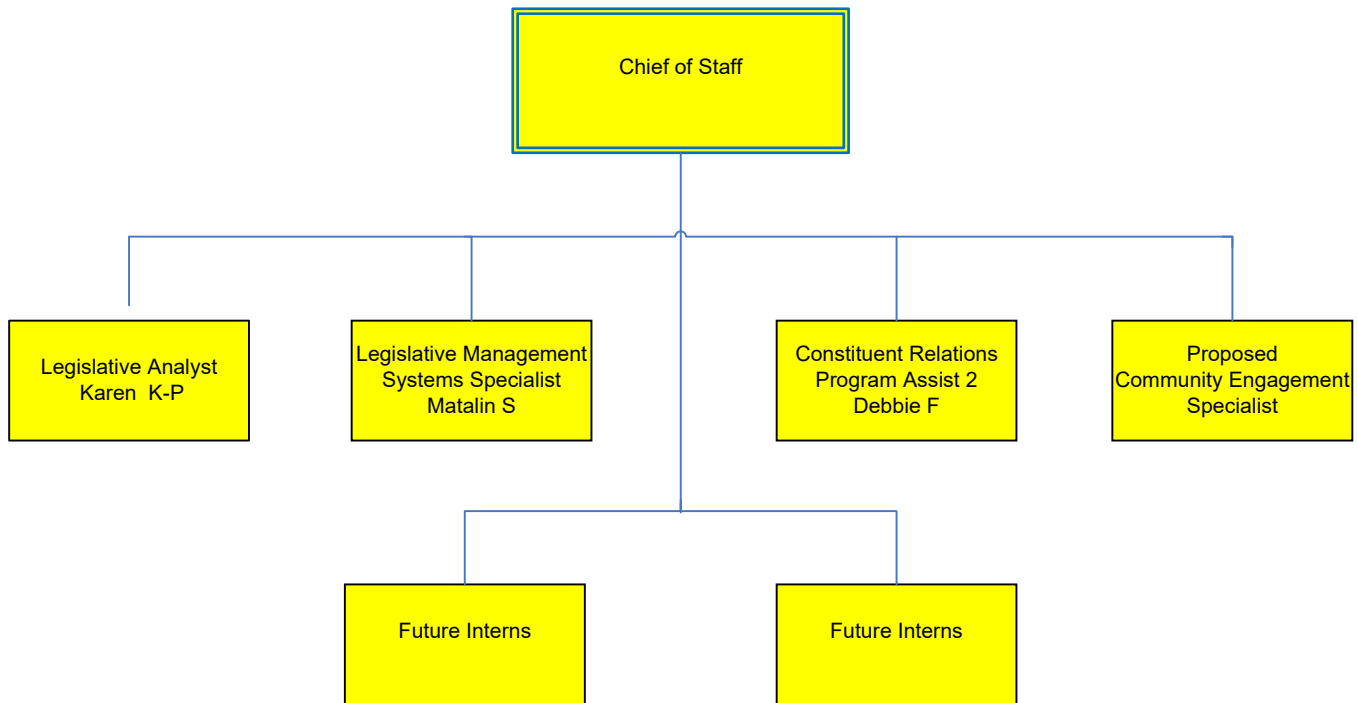 Chief of Staff
Legislative Analyst
Karen K-P
Legislative Management
Systems Specialist
Matalin S
Constituent Relations
Program Assist 2
Debbie F
Proposed
Community Engagement
Specialist
Future Interns
Future Interns